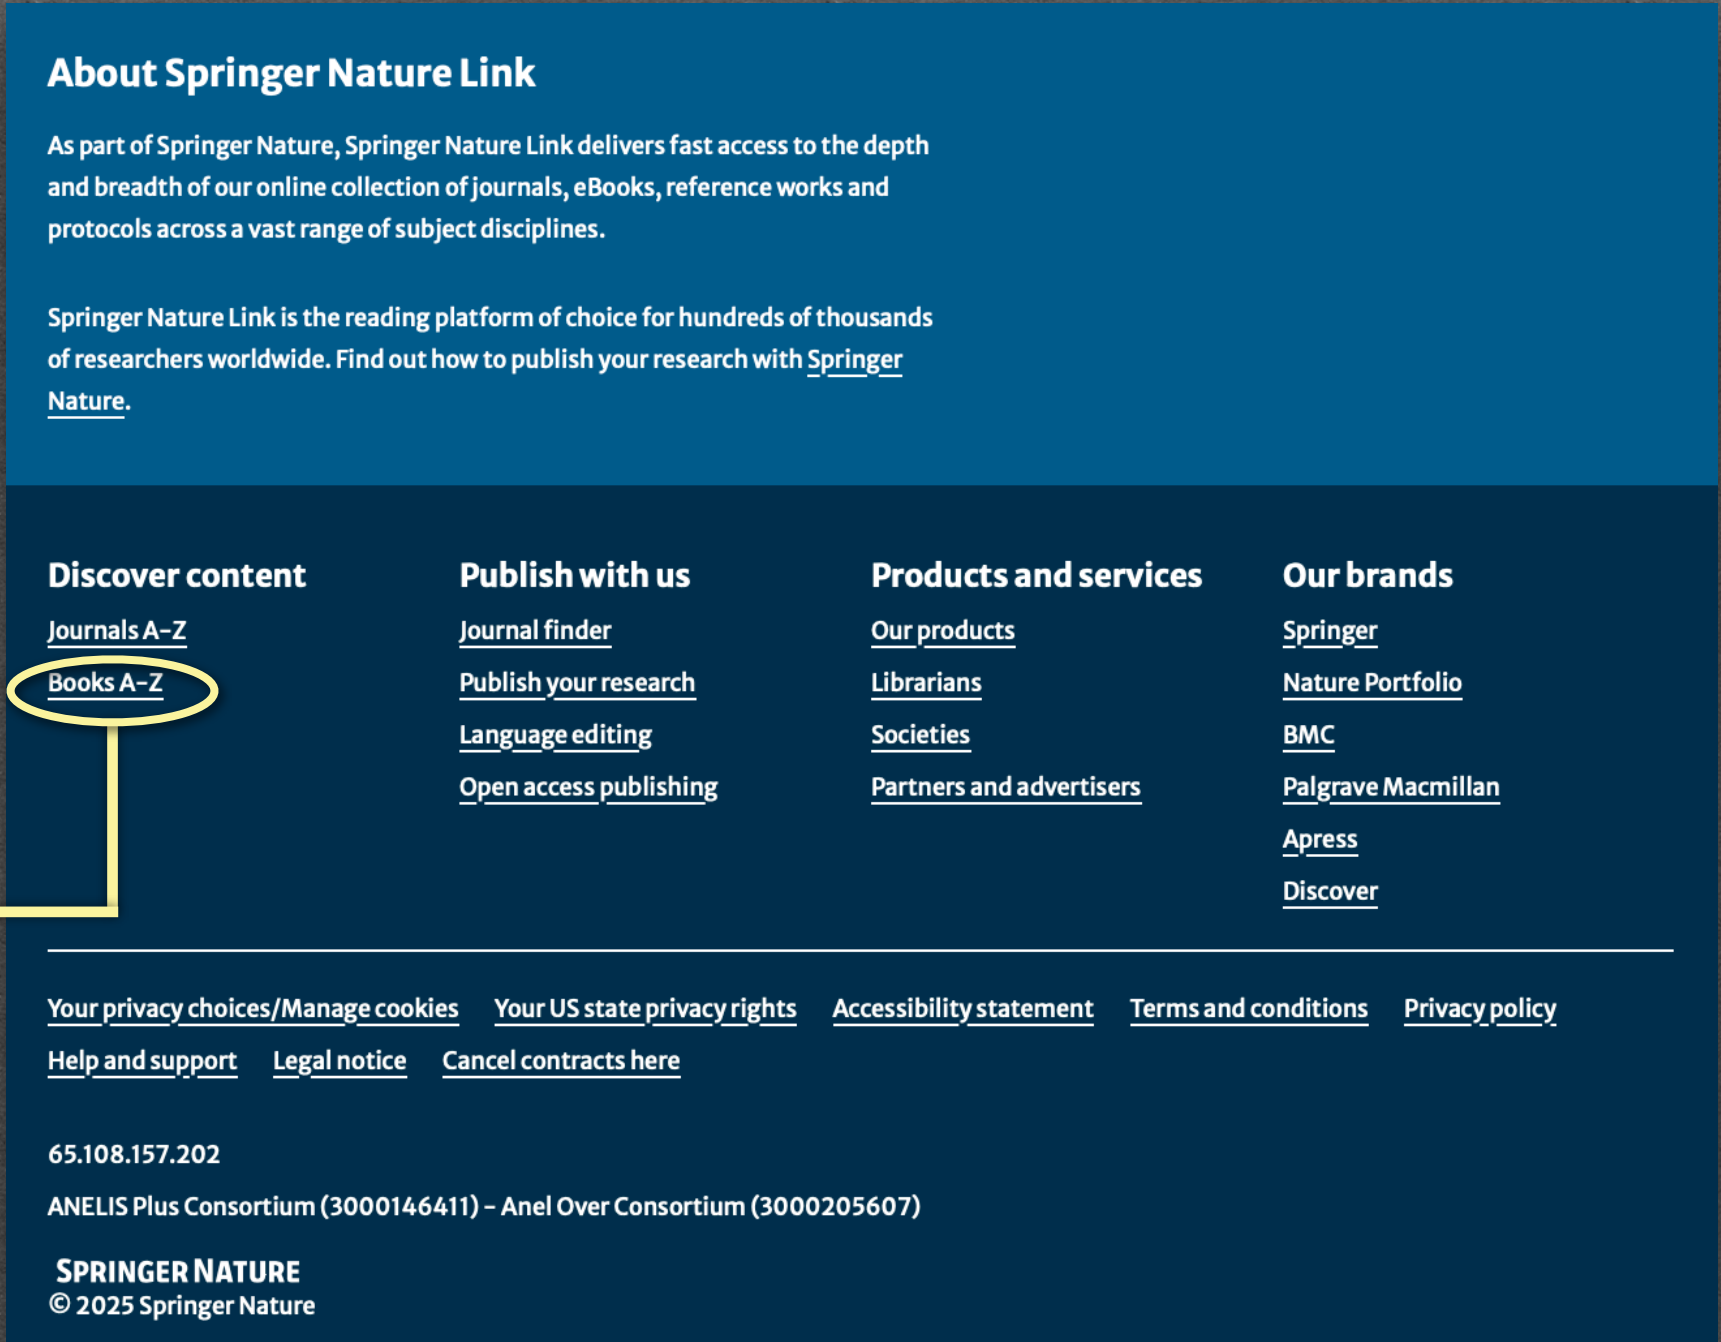 About Springer Nature Link
As part of Springer Nature, Springer Nature Link delivers fast access to the depth
and breadth of our online collection of journals, eBooks, reference works and
protocols across a vast range of subject disciplines.
Springer Nature Link is the reading platform of choice for hundreds of thousands
of researchers worldwide. Find out how to publish your research with Springer
Nature.
Discover content
Journals A-Z
Books A-Z
Publish with us
Journal finder
Publish your research
Language editing
Open access publishing
Products and services
Our products
Librarians
Societies
Partners and advertisers
Our brands
Springer
Nature Portfolio
BMC
Palgrave Macmillan
Apress
Discover
Your privacy choices/Manage cookies Your US state privacy rights Accessibility statement Terms and conditions Privacy policy
Help and support Legal notice Cancel contracts here
65.108.157.202
ANELIS Plus Consortium (3000146411) - Anel Over Consortium (3000205607)
SPRINGER NATURE
© 2025 Springer Nature